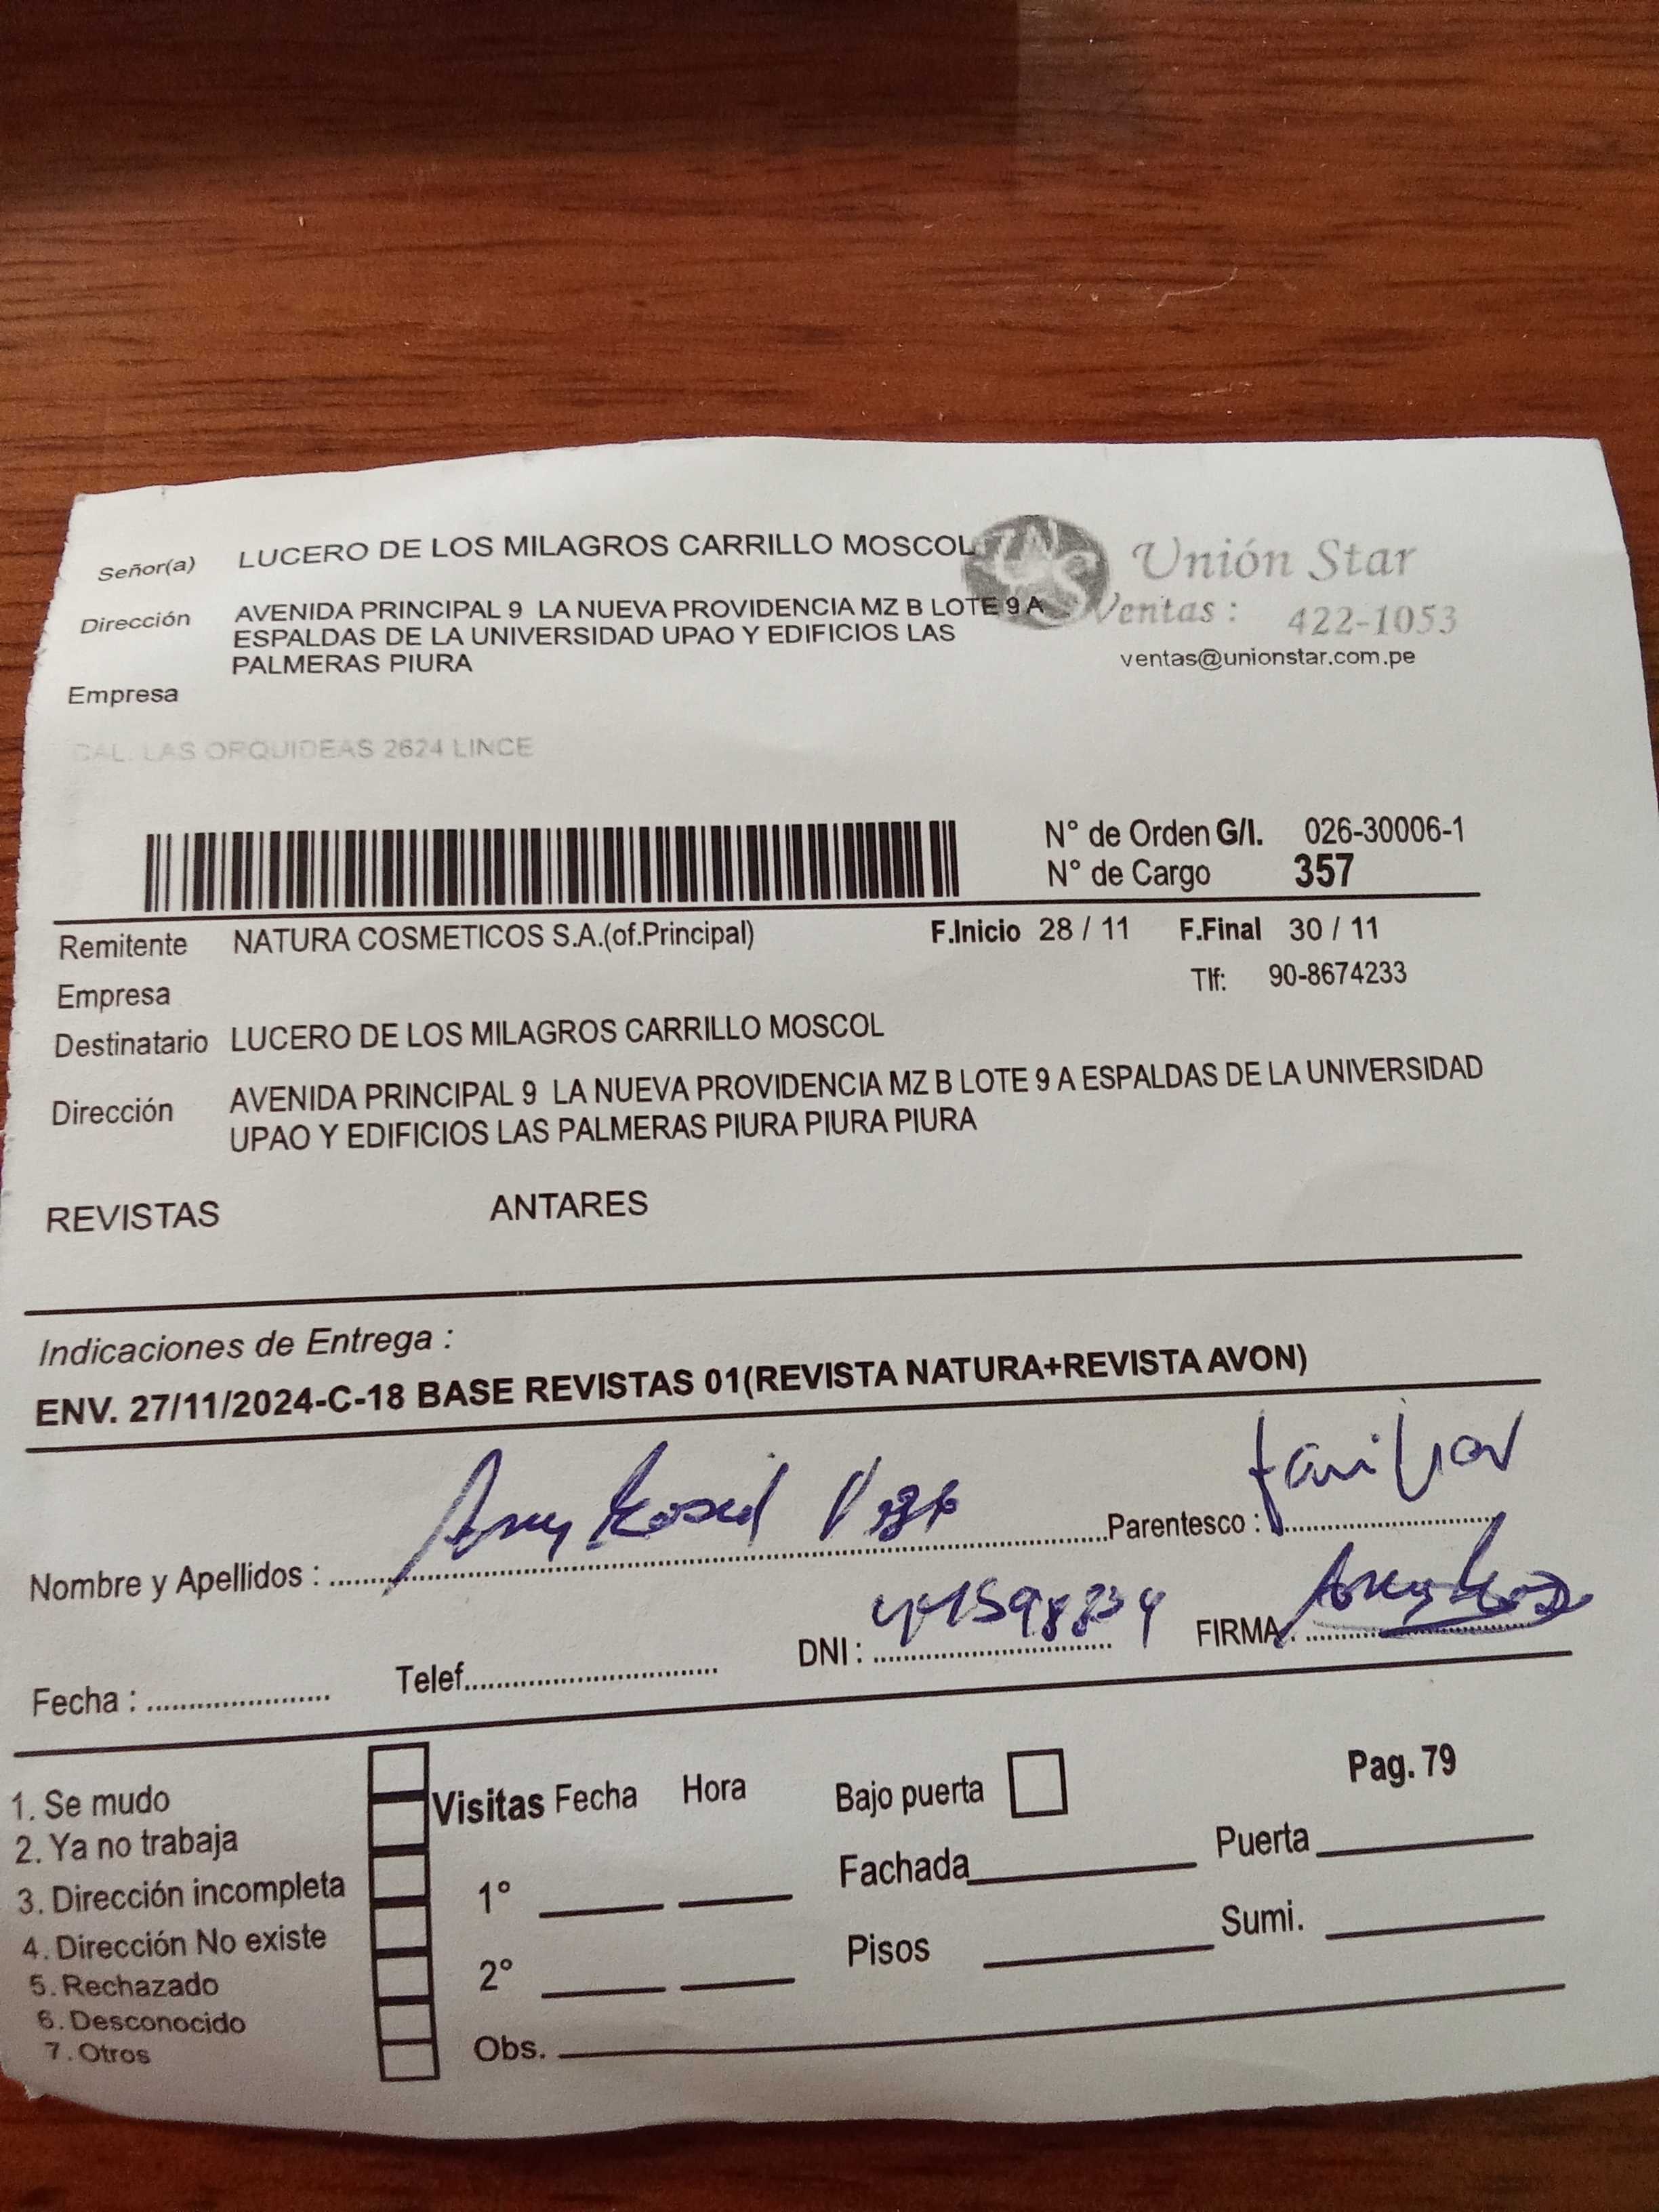 Señor(a) LUCERO DE LOS MILAGROS CARRILLO MOSCOL
Unión Star
Dirección AVENIDA PRINCIPAL 9 LA NUEVA PROVIDENCIA MZ B LOTE 9 A
ESPALDAS DE LA UNIVERSIDAD UPAO Y EDIFICIOS LAS
PALMERAS PIURA
Ventas : 422-1053
ventas@unionstar.com.pe
Empresa
CAL. LAS ORQUIDEAS 2624 LINCE
N° de Orden G/I. 026-30006-1
N° de Cargo 357
Remitente NATURA COSMETICOS S.A.(of.Principal) F.Inicio 28 / 11 F.Final 30 / 11
Empresa Tlf: 90-8674233
Destinatario LUCERO DE LOS MILAGROS CARRILLO MOSCOL
Dirección AVENIDA PRINCIPAL 9 LA NUEVA PROVIDENCIA MZ B LOTE 9 A ESPALDAS DE LA UNIVERSIDAD
UPAO Y EDIFICIOS LAS PALMERAS PIURA PIURA PIURA
REVISTAS ANTARES
Indicaciones de Entrega :
ENV. 27/11/2024-C-18 BASE REVISTAS 01(REVISTA NATURA+REVISTA AVON)
Nombre y Apellidos : Parentesco : familiar
Fecha : Telef. DNI : FIRMA :
1. Se mudo
2. Ya no trabaja
3. Dirección incompleta
4. Dirección No existe
5. Rechazado
6. Desconocido
7. Otros
Visitas Fecha Hora
1°
2°
Obs.
Bajo puerta Pag. 79
Fachada Puerta
Pisos Sumi.